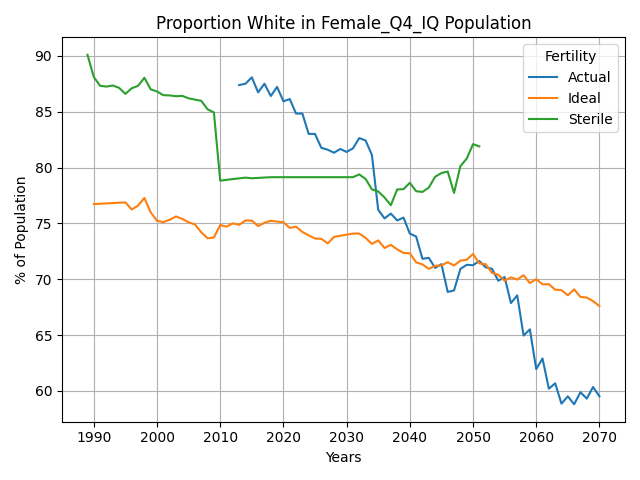 Proportion White in Female_Q4_IQ Population
Fertility
Actual
Ideal
Sterile
% of Population
90
85
80
75
70
65
60
1990 2000 2010 2020 2030 2040 2050 2060 2070
Years